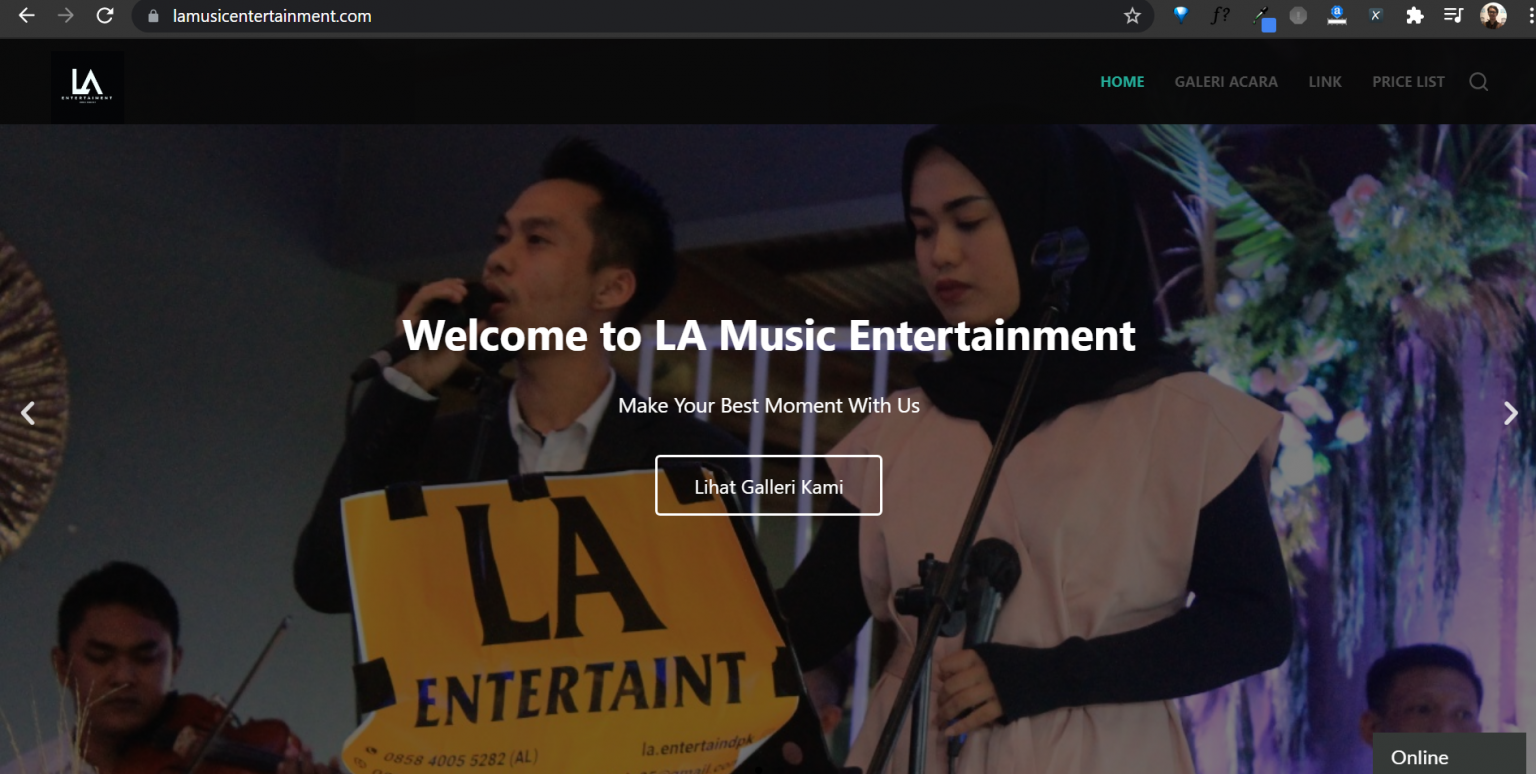 lamusicentertainment.com
LA
ENTERTAINMENT
HOME GALERI ACARA LINK PRICE LIST
Welcome to LA Music Entertainment
Make Your Best Moment With Us
Lihat Galleri Kami
LA
ENTERTAINT
0858 4005 5282 (AL) la.entertaindpk
Online